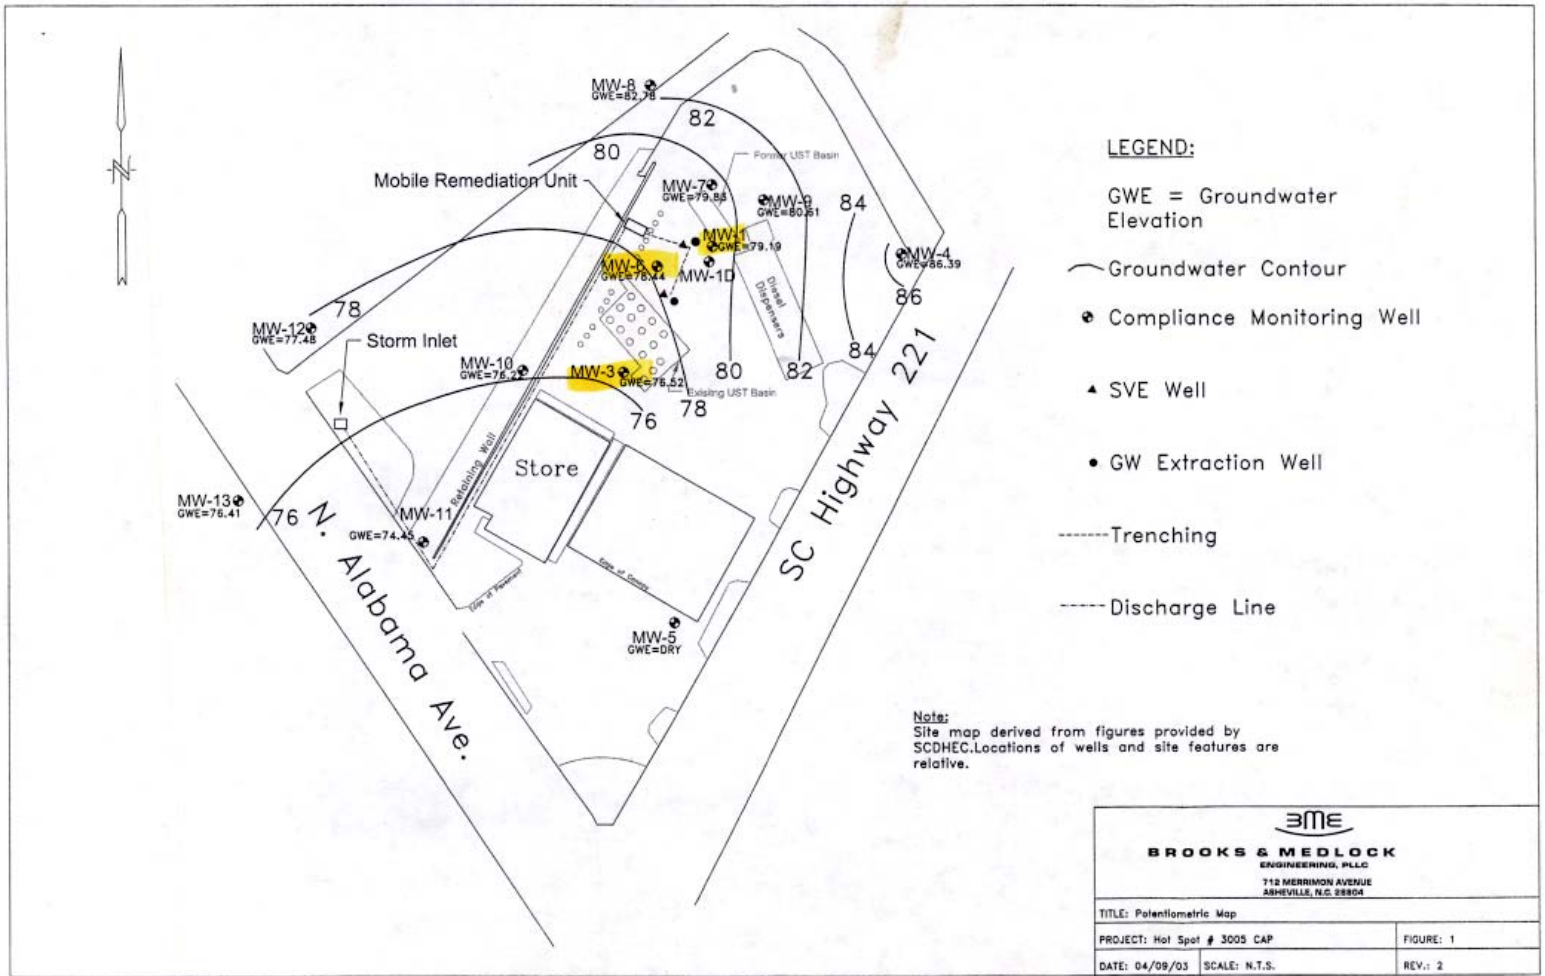 N
MW-8
GWE=82.78
82
80
Former UST Basin
Mobile Remediation Unit
MW-7
GWE=79.83
MW-9
GWE=80.61
84
MW-1
GWE=79.19
MW-4
GWE=86.39
MW-6
GWE=78.44
MW-1D
86
Diesel
Dispensers
78
MW-12
GWE=77.48
Storm Inlet
MW-10
MW-3
GWE=76.52
80
82
84
Existing UST Basin
76
78
SC Highway 221
Store
Retaining Wall
MW-13
GWE=76.41
76
MW-11
GWE=74.45
N. Alabama Ave.
Edge of Pavement
Edge of Canopy
MW-5
GWE=DRY
LEGEND:
GWE = Groundwater
Elevation
Groundwater Contour
Compliance Monitoring Well
SVE Well
GW Extraction Well
Trenching
Discharge Line
Note:
Site map derived from figures provided by
SCDHEC.Locations of wells and site features are
relative.
BME
BROOKS & MEDLOCK
ENGINEERING, PLLC
712 MERRIMON AVENUE
ASHEVILLE, N.C. 28804
TITLE: Potentiometric Map
PROJECT: Hot Spot # 3005 CAP
FIGURE: 1
DATE: 04/09/03
SCALE: N.T.S.
REV.: 2